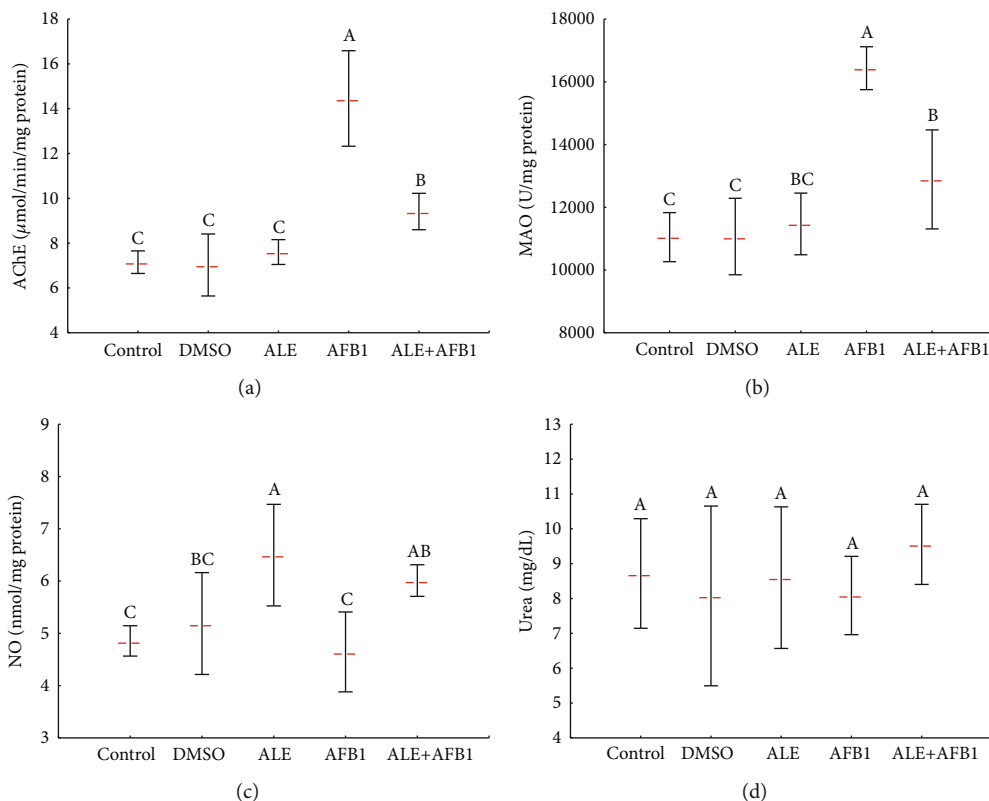 AChE (μmol/min/mg protein)
18
16
14
12
10
8
6
4
C
C
C
A
B
Control DMSO ALE AFB1 ALE+AFB1
(a)
MAO (U/mg protein)
18000
16000
14000
12000
10000
8000
C
C
BC
A
B
Control DMSO ALE AFB1 ALE+AFB1
(b)
NO (nmol/mg protein)
9
8
7
6
5
4
3
C
BC
A
C
AB
Control DMSO ALE AFB1 ALE+AFB1
(c)
Urea (mg/dL)
13
12
11
10
9
8
7
6
5
4
A
A
A
A
A
Control DMSO ALE AFB1 ALE+AFB1
(d)